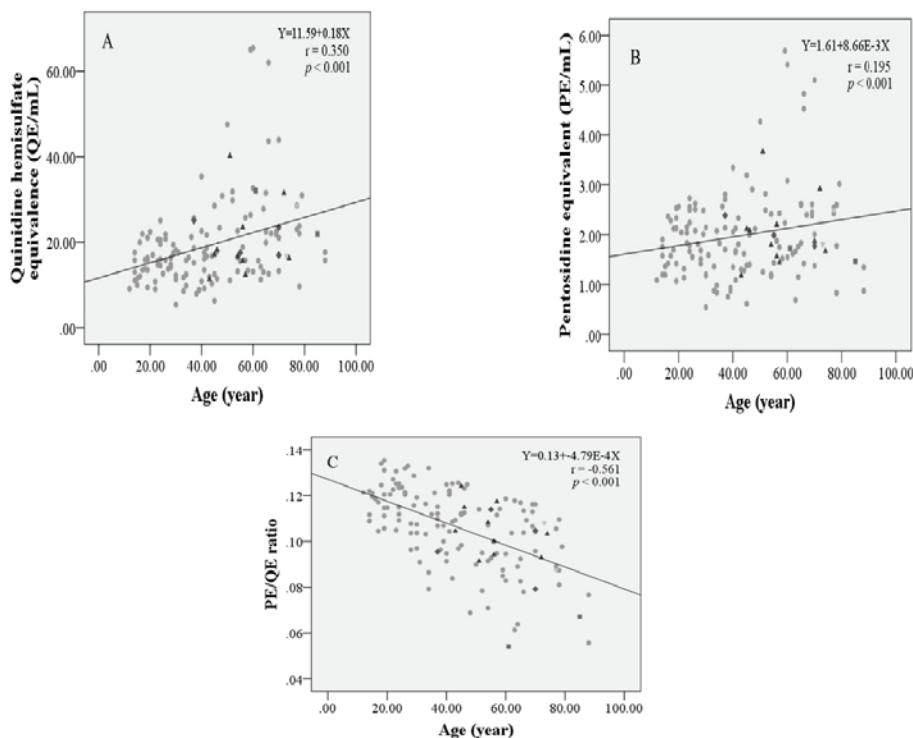 A
Y=11.59+0.18X
r = 0.350
p < 0.001
Quinidine hemisulfate
equivalence (QE/mL)
60.00
40.00
20.00
.00
.00 20.00 40.00 60.00 80.00 100.00
Age (year)
B
Y=1.61+8.66E-3X
r = 0.195
p < 0.001
Pentosidine equivalent (PE/mL)
6.00
5.00
4.00
3.00
2.00
1.00
.00
.00 20.00 40.00 60.00 80.00 100.00
Age (year)
C
Y=0.13+-4.79E-4X
r = -0.561
p < 0.001
PE/QE ratio
.14
.12
.10
.08
.06
.04
.00 20.00 40.00 60.00 80.00 100.00
Age (year)